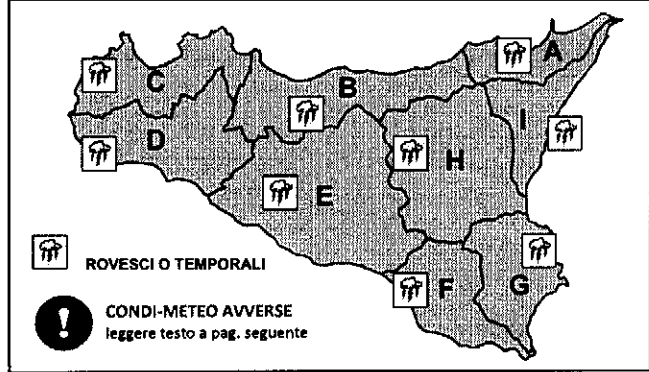 A
C
B
I
D
H
E
ROVESCI O TEMPORALI
F
G
!
CONDI-METEO AVVERSE
leggere testo a pag. seguente